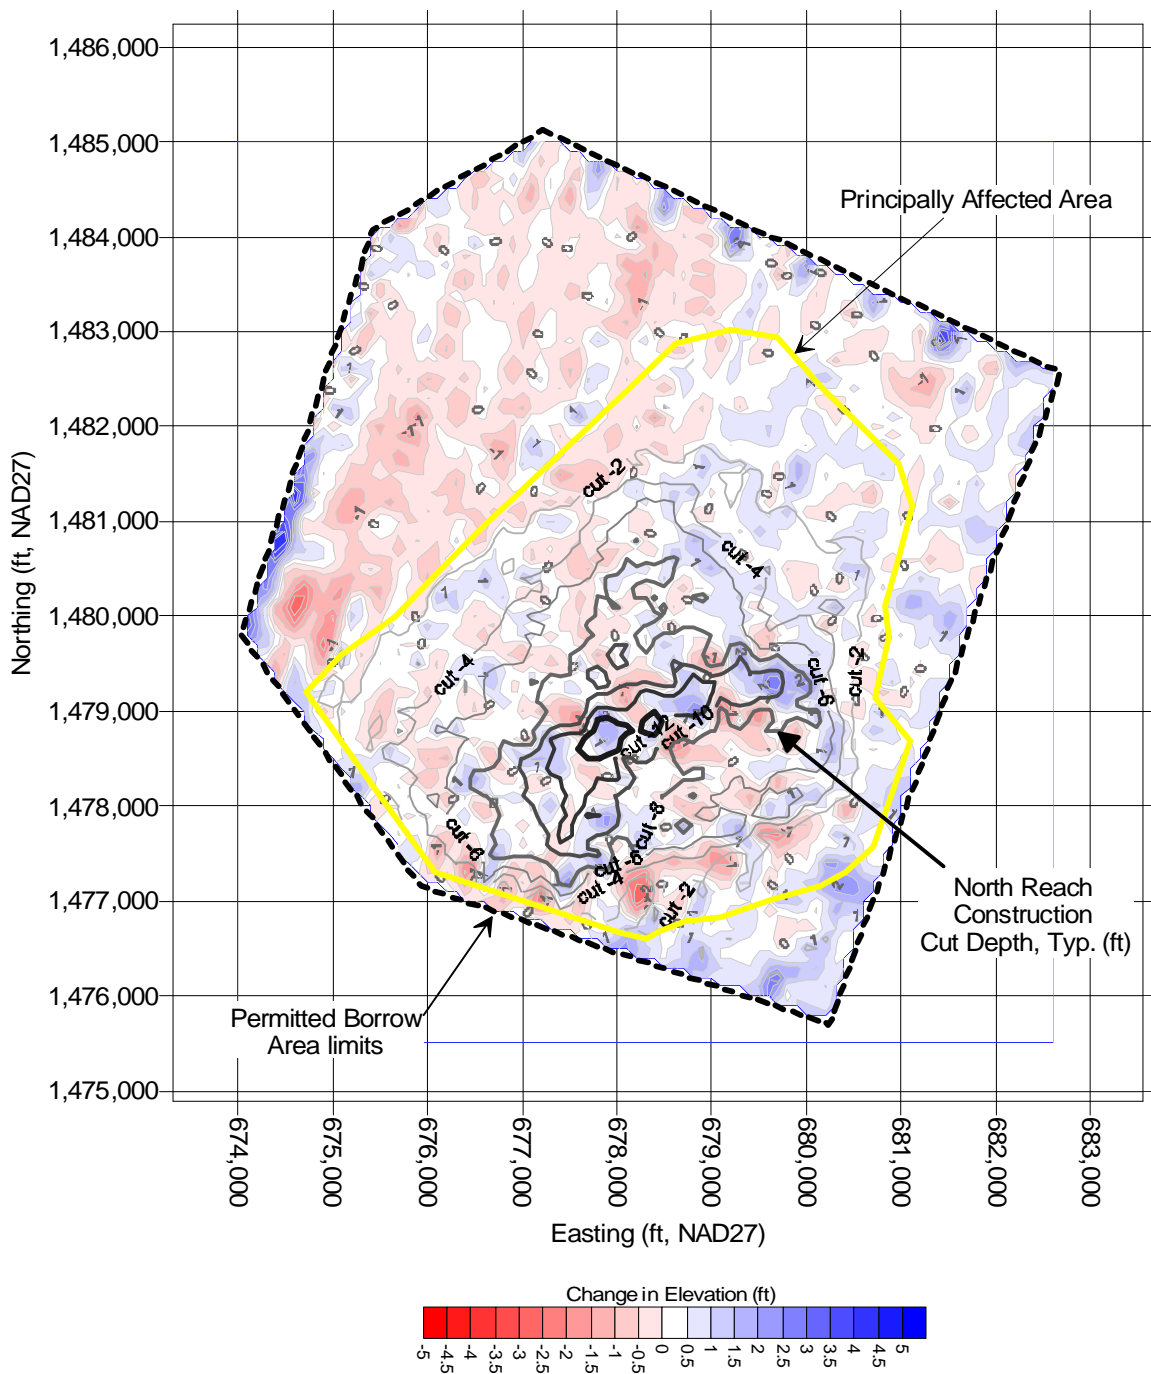 1,486,000
1,485,000
1,484,000
1,483,000
1,482,000
1,481,000
1,480,000
1,479,000
1,478,000
1,477,000
1,476,000
1,475,000
Northing (ft, NAD27)
Principally Affected Area
cut -2
cut -4
cut -4
cut -6
cut -2
cut -12
cut -10
cut -8
cut -6
cut -6
cut -4
cut -2
North Reach
Construction
Cut Depth, Typ. (ft)
Permitted Borrow
Area limits
674,000
675,000
676,000
677,000
678,000
679,000
680,000
681,000
682,000
683,000
Easting (ft, NAD27)
Change in Elevation (ft)
-5
-4.5
-4
-3.5
-3
-2.5
-2
-1.5
-1
-0.5
0
0.5
1
1.5
2
2.5
3
3.5
4
4.5
5